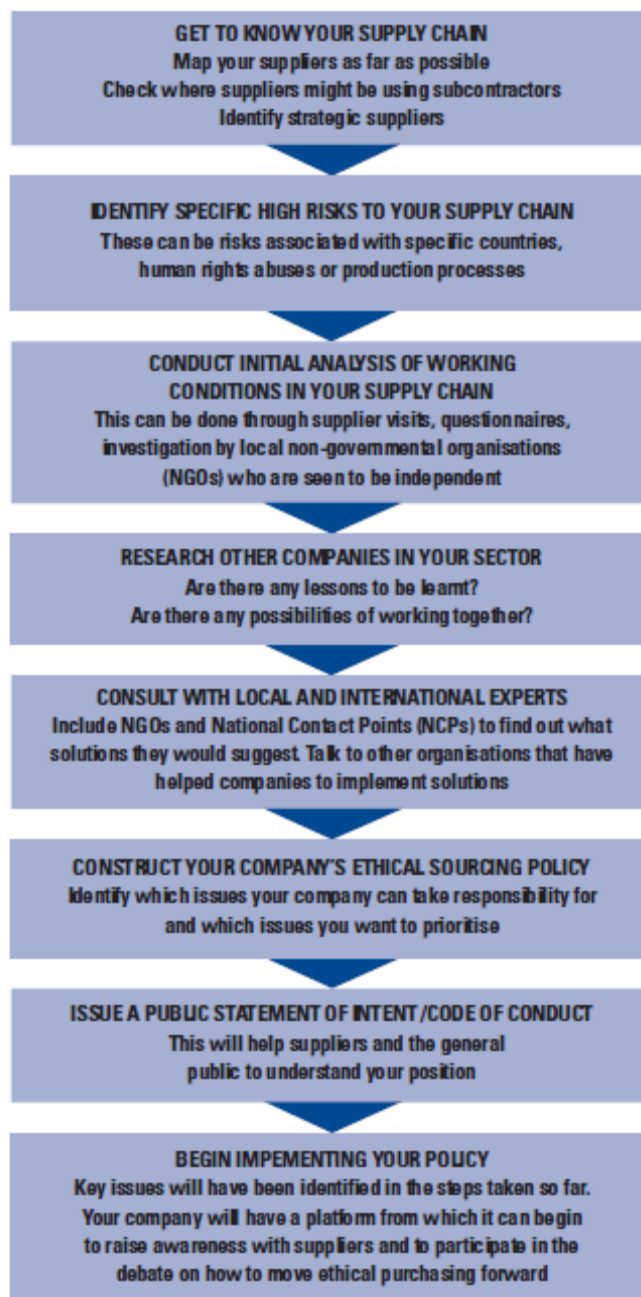 GET TO KNOW YOUR SUPPLY CHAIN
Map your suppliers as far as possible
Check where suppliers might be using subcontractors
Identify strategic suppliers
IDENTIFY SPECIFIC HIGH RISKS TO YOUR SUPPLY CHAIN
These can be risks associated with specific countries,
human rights abuses or production processes
CONDUCT INITIAL ANALYSIS OF WORKING
CONDITIONS IN YOUR SUPPLY CHAIN
This can be done through supplier visits, questionnaires,
investigation by local non-governmental organisations
(NGOs) who are seen to be independent
RESEARCH OTHER COMPANIES IN YOUR SECTOR
Are there any lessons to be learnt?
Are there any possibilities of working together?
CONSULT WITH LOCAL AND INTERNATIONAL EXPERTS
Include NGOs and National Contact Points (NCPs) to find out what
solutions they would suggest. Talk to other organisations that have
helped companies to implement solutions
CONSTRUCT YOUR COMPANY'S ETHICAL SOURCING POLICY
Identify which issues your company can take responsibility for
and which issues you want to prioritise
ISSUE A PUBLIC STATEMENT OF INTENT/CODE OF CONDUCT
This will help suppliers and the general
public to understand your position
BEGIN IMPEMENTING YOUR POLICY
Key issues will have been identified in the steps taken so far.
Your company will have a platform from which it can begin
to raise awareness with suppliers and to participate in the
debate on how to move ethical purchasing forward